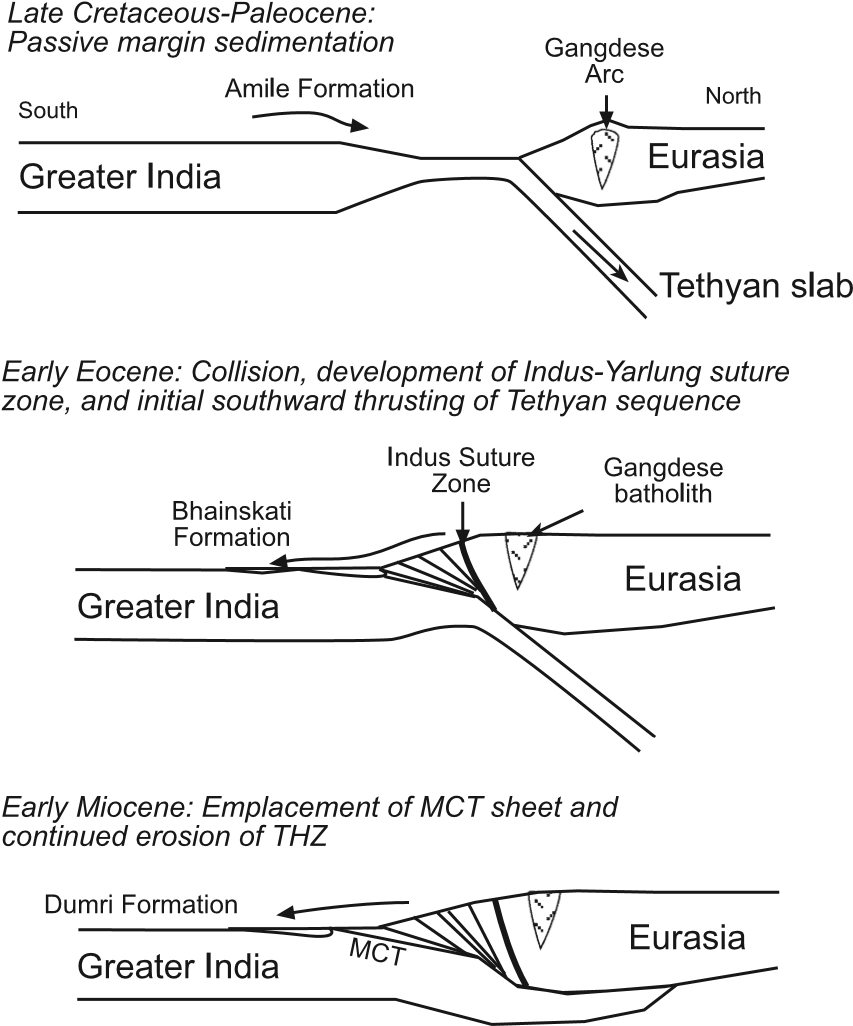 Late Cretaceous-Paleocene:
Passive margin sedimentation
Gangdese
Arc
Amile Formation
South
North
Greater India
Eurasia
Tethyan slab
Early Eocene: Collision, development of Indus-Yarlung suture
zone, and initial southward thrusting of Tethyan sequence
Indus Suture
Zone
Gangdese
batholith
Bhainskati
Formation
Greater India
Eurasia
Early Miocene: Emplacement of MCT sheet and
continued erosion of THZ
Dumri Formation
MCT
Greater India
Eurasia